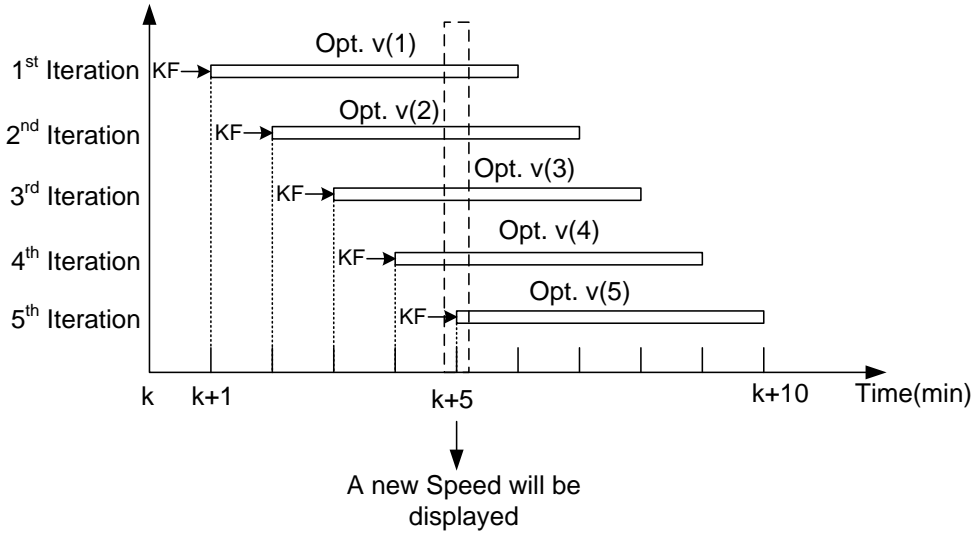 Opt. v(1)
1st Iteration KF
Opt. v(2)
2nd Iteration KF
Opt. v(3)
3rd Iteration KF
Opt. v(4)
4th Iteration KF
Opt. v(5)
5th Iteration KF
k k+1 k+5 k+10 Time(min)
A new Speed will be
displayed